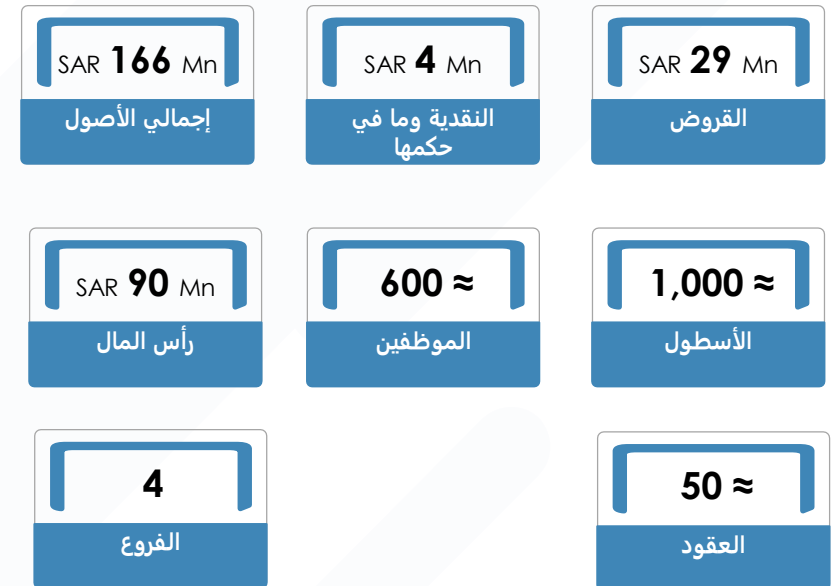 SAR 29 Mn
القروض
SAR 4 Mn
النقدية وما في
حكمها
SAR 166 Mn
إجمالي الأصول
≈ 1,000
الأسطول
≈ 600
الموظفين
SAR 90 Mn
رأس المال
≈ 50
العقود
4
الفروع